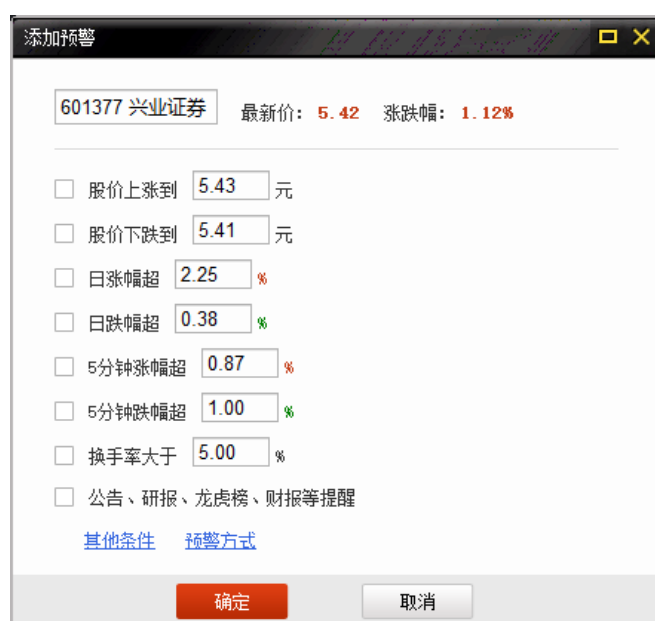 添加预警
601377 兴业证券 最新价: 5.42 涨跌幅: 1.12%
股价上涨到 5.43 元
股价下跌到 5.41 元
日涨幅超 2.25 %
日跌幅超 0.38 %
5分钟涨幅超 0.87 %
5分钟跌幅超 1.00 %
换手率大于 5.00 %
公告、研报、龙虎榜、财报等提醒
其他条件 预警方式
确定 取消